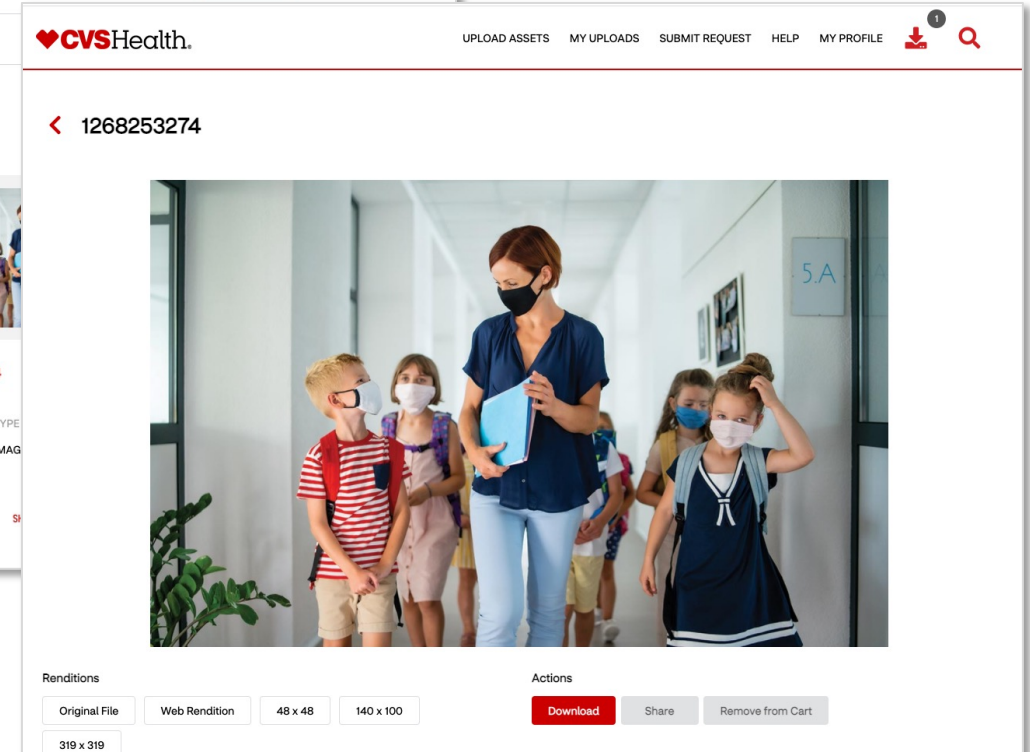 CVSHealth.
UPLOAD ASSETS MY UPLOADS SUBMIT REQUEST HELP MY PROFILE 1
1268253274
5.A
YPE
MAG
Renditions
Actions
Original File Web Rendition 48 x 48 140 x 100
Download Share Remove from Cart
319 x 319